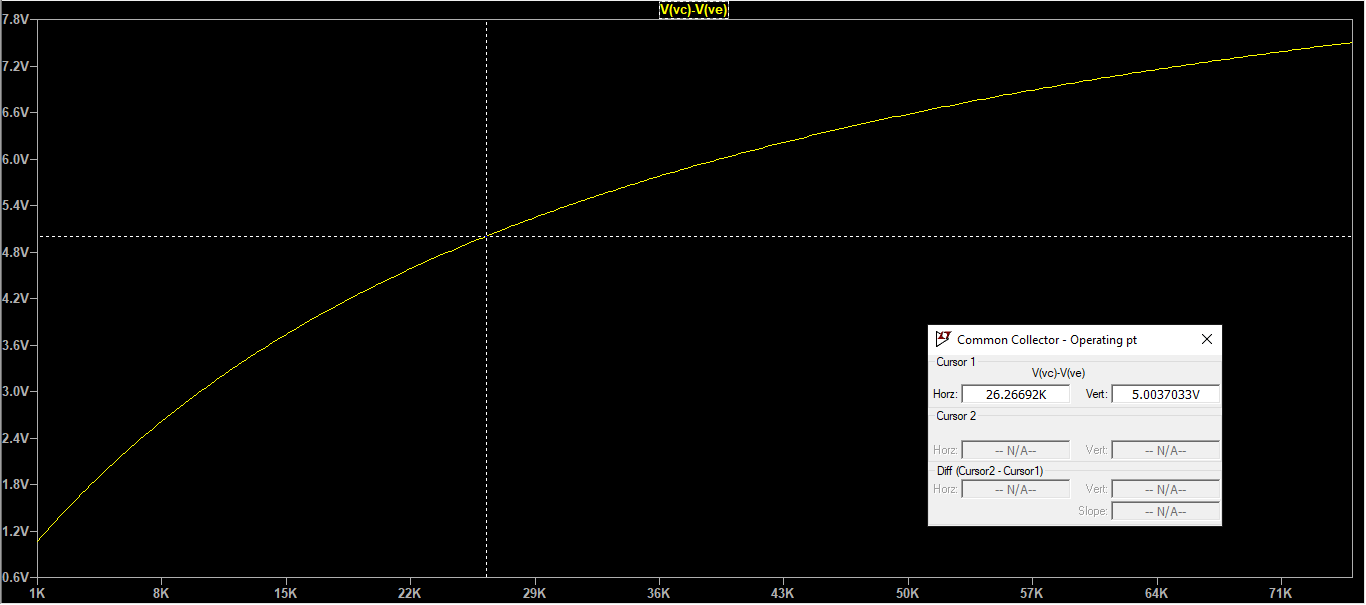 V(vc)-V(ve)
7.8V
7.2V
6.6V
6.0V
5.4V
4.8V
4.2V
3.6V
3.0V
2.4V
1.8V
1.2V
0.6V
1K 8K 15K 22K 29K 36K 43K 50K 57K 64K 71K
Common Collector - Operating pt
Cursor 1
V(vc)-V(ve)
Horz: 26.26692K Vert: 5.0037033V
Cursor 2
Horz: -- N/A-- Vert: -- N/A--
Diff (Cursor2 - Cursor1)
Horz: -- N/A-- Vert: -- N/A--
Slope: -- N/A--